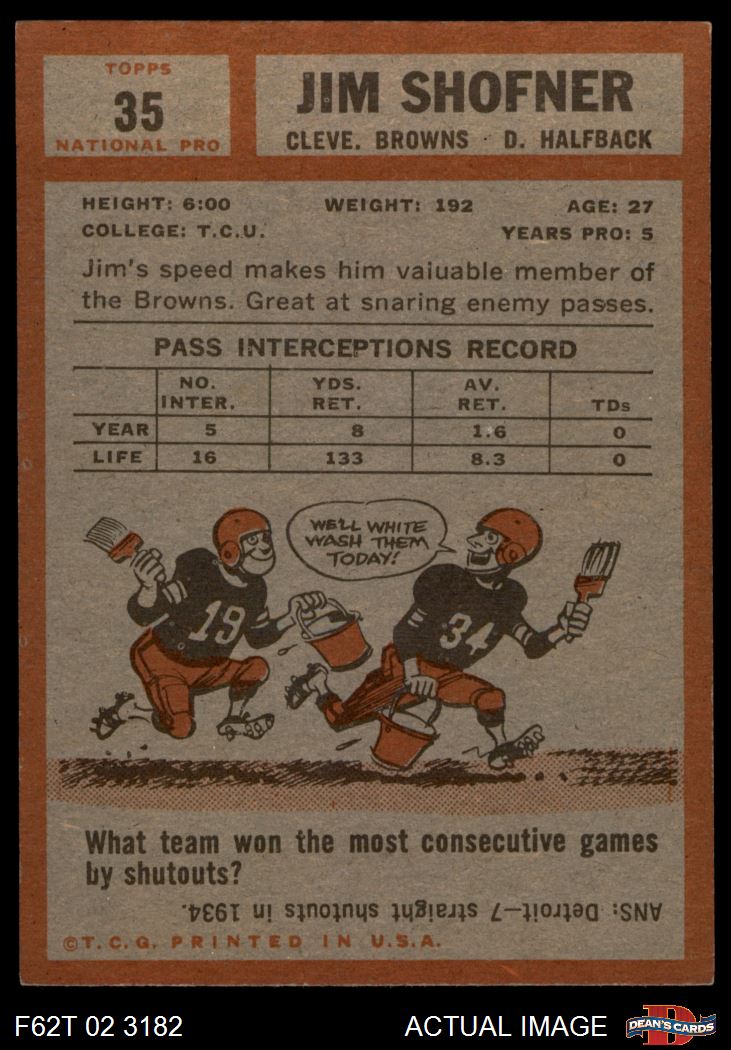 TOPPS
35
NATIONAL PRO
JIM SHOFNER
CLEVE. BROWNS · D. HALFBACK
HEIGHT: 6:00 WEIGHT: 192 AGE: 27
COLLEGE: T.C.U. YEARS PRO: 5
Jim's speed makes him valuable member of
the Browns. Great at snaring enemy passes.
PASS INTERCEPTIONS RECORD
NO. INTER. YDS. RET. AV. RET. TDs
YEAR 5 8 1.6 0
LIFE 16 133 8.3 0
WE'LL WHITE
WASH THEM
TODAY!
19
34
What team won the most consecutive games
by shutouts?
ANS: Detroit—7 straight shutouts in 1934.
©T.C.G. PRINTED IN U.S.A.
F62T 02 3182 ACTUAL IMAGE
D
DEAN'S CARDS